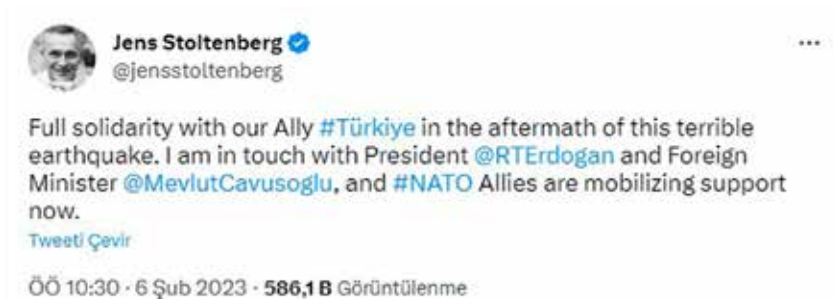 Jens Stoltenberg
@jensstoltenberg
Full solidarity with our Ally #Türkiye in the aftermath of this terrible
earthquake. I am in touch with President @RTErdogan and Foreign
Minister @MevlutCavusoglu, and #NATO Allies are mobilizing support
now.
Tweeti Çevir
ÖÖ 10:30 · 6 Şub 2023 · 586,1 B Görüntülenme